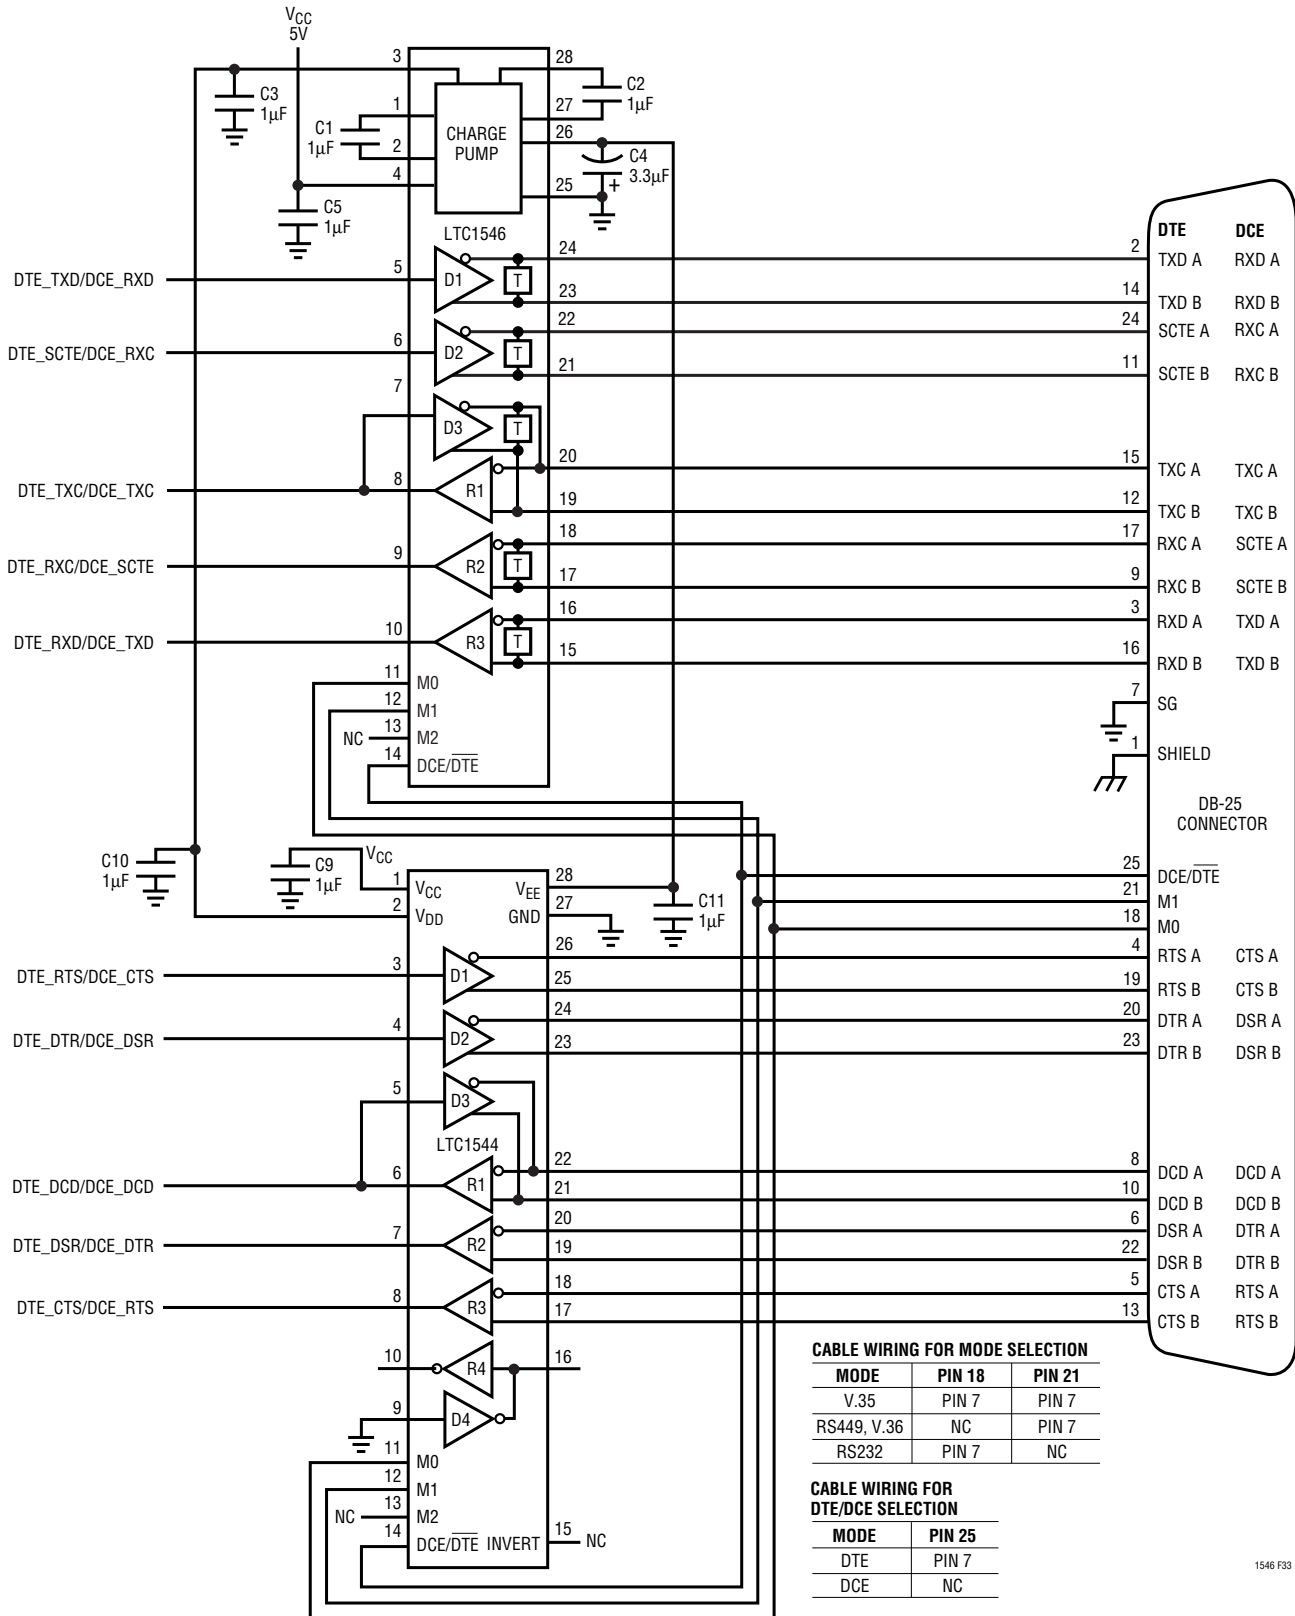 VCC
5V
3
28
C3
1µF
C2
1µF
1
27
C1
1µF
CHARGE
PUMP
26
2
C4
3.3µF
+
4
25
C5
1µF
LTC1546
DTE DCE
DTE_TXD/DCE_RXD 5 D1 T 24 2 TXD A RXD A
23 14 TXD B RXD B
DTE_SCTE/DCE_RXC 6 D2 T 22 24 SCTE A RXC A
21 11 SCTE B RXC B
7 D3 T
20 15 TXC A TXC A
DTE_TXC/DCE_TXC 8 R1
19 12 TXC B TXC B
18 17 RXC A SCTE A
DTE_RXC/DCE_SCTE 9 R2 T
17 9 RXC B SCTE B
16 3 RXD A TXD A
DTE_RXD/DCE_TXD 10 R3 T
15 16 RXD B TXD B
11 M0
12 M1
NC 13 M2
14 DCE/DTE
7 SG
1 SHIELD
DB-25
CONNECTOR
C10
1µF
C9
1µF
VCC
1 VCC VEE 28
2 VDD GND 27
C11
1µF
25 DCE/DTE
21 M1
18 M0
26 4 RTS A CTS A
DTE_RTS/DCE_CTS 3 D1
25 19 RTS B CTS B
24 20 DTR A DSR A
DTE_DTR/DCE_DSR 4 D2
23 23 DTR B DSR B
5 D3
LTC1544
22 8 DCD A DCD A
DTE_DCD/DCE_DCD 6 R1
21 10 DCD B DCD B
20 6 DSR A DTR A
DTE_DSR/DCE_DTR 7 R2
19 22 DSR B DTR B
18 5 CTS A RTS A
DTE_CTS/DCE_RTS 8 R3
17 13 CTS B RTS B
10 R4 16
9 D4
11 M0
12 M1
NC 13 M2
14 DCE/DTE INVERT 15 NC
CABLE WIRING FOR MODE SELECTION
MODE PIN 18 PIN 21
V.35 PIN 7 PIN 7
RS449, V.36 NC PIN 7
RS232 PIN 7 NC
CABLE WIRING FOR
DTE/DCE SELECTION
MODE PIN 25
DTE PIN 7
DCE NC
1546 F33